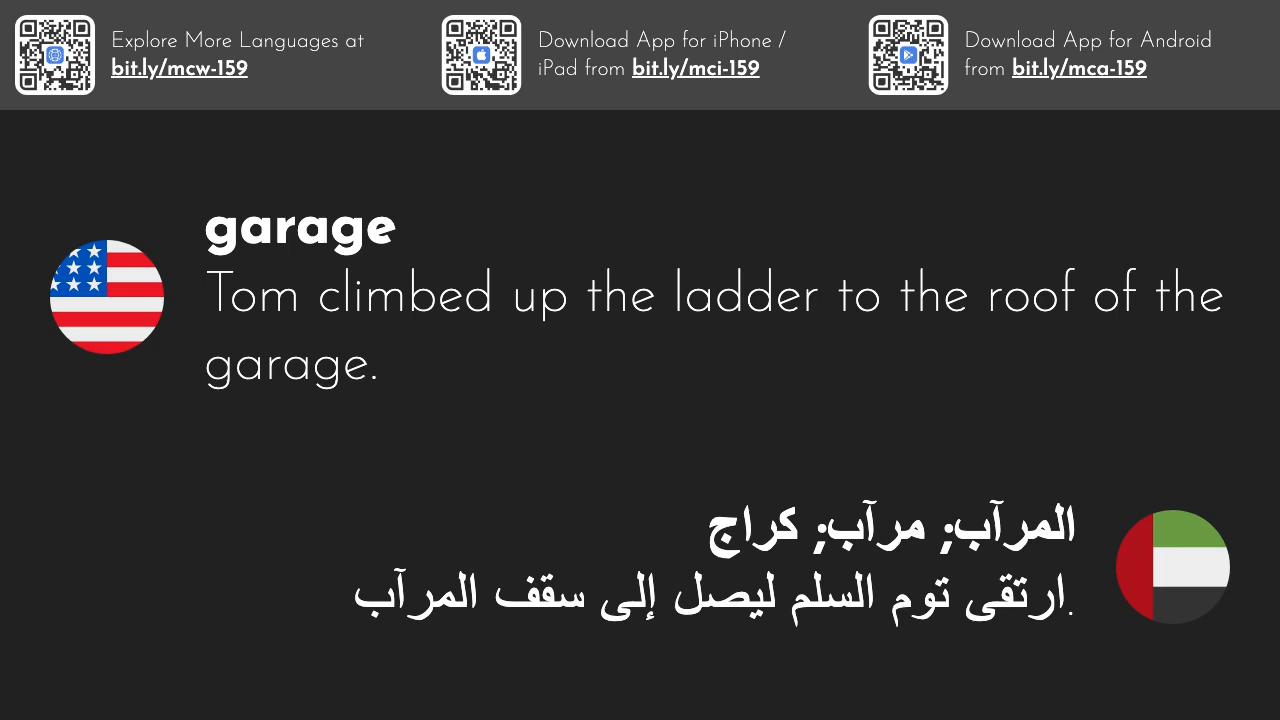 Explore More Languages at
bit.ly/mcw-159
Download App for iPhone /
iPad from bit.ly/mci-159
Download App for Android
from bit.ly/mca-159
garage
Tom climbed up the ladder to the roof of the
garage.
المرآب; مرآب; كراج
ارتقى توم السلم ليصل إلى سقف المرآب.